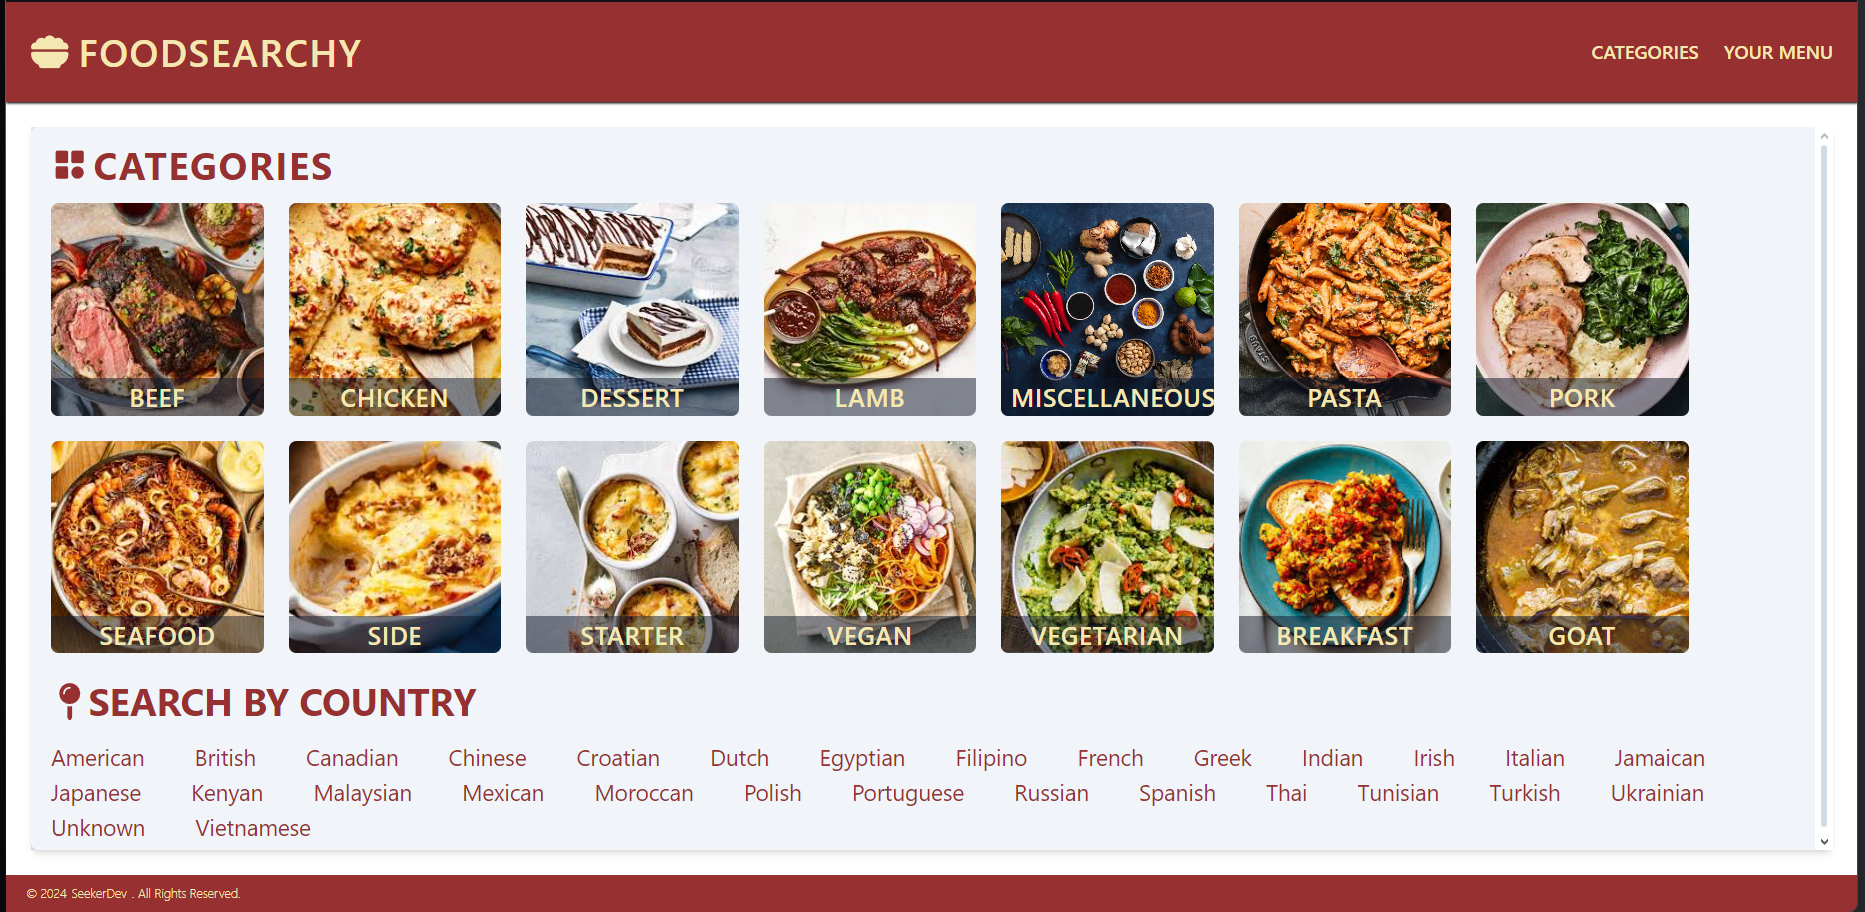 FOODSEARCHY
CATEGORIES YOUR MENU
CATEGORIES
BEEF CHICKEN DESSERT LAMB MISCELLANEOUS PASTA PORK
SEAFOOD SIDE STARTER VEGAN VEGETARIAN BREAKFAST GOAT
SEARCH BY COUNTRY
American British Canadian Chinese Croatian Dutch Egyptian Filipino French Greek Indian Irish Italian Jamaican
Japanese Kenyan Malaysian Mexican Moroccan Polish Portuguese Russian Spanish Thai Tunisian Turkish Ukrainian
Unknown Vietnamese
© 2024 SeekerDev . All Rights Reserved.